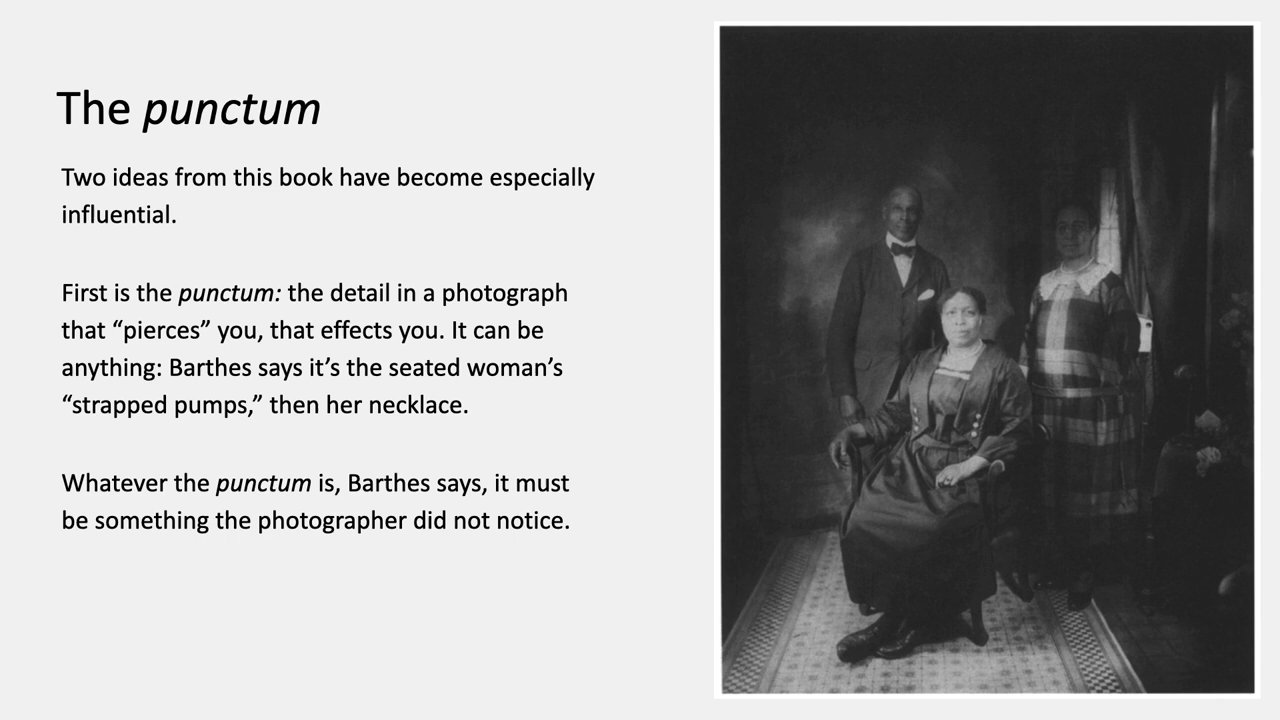 The punctum
Two ideas from this book have become especially
influential.
First is the punctum: the detail in a photograph
that “pierces” you, that effects you. It can be
anything: Barthes says it’s the seated woman’s
“strapped pumps,” then her necklace.
Whatever the punctum is, Barthes says, it must
be something the photographer did not notice.